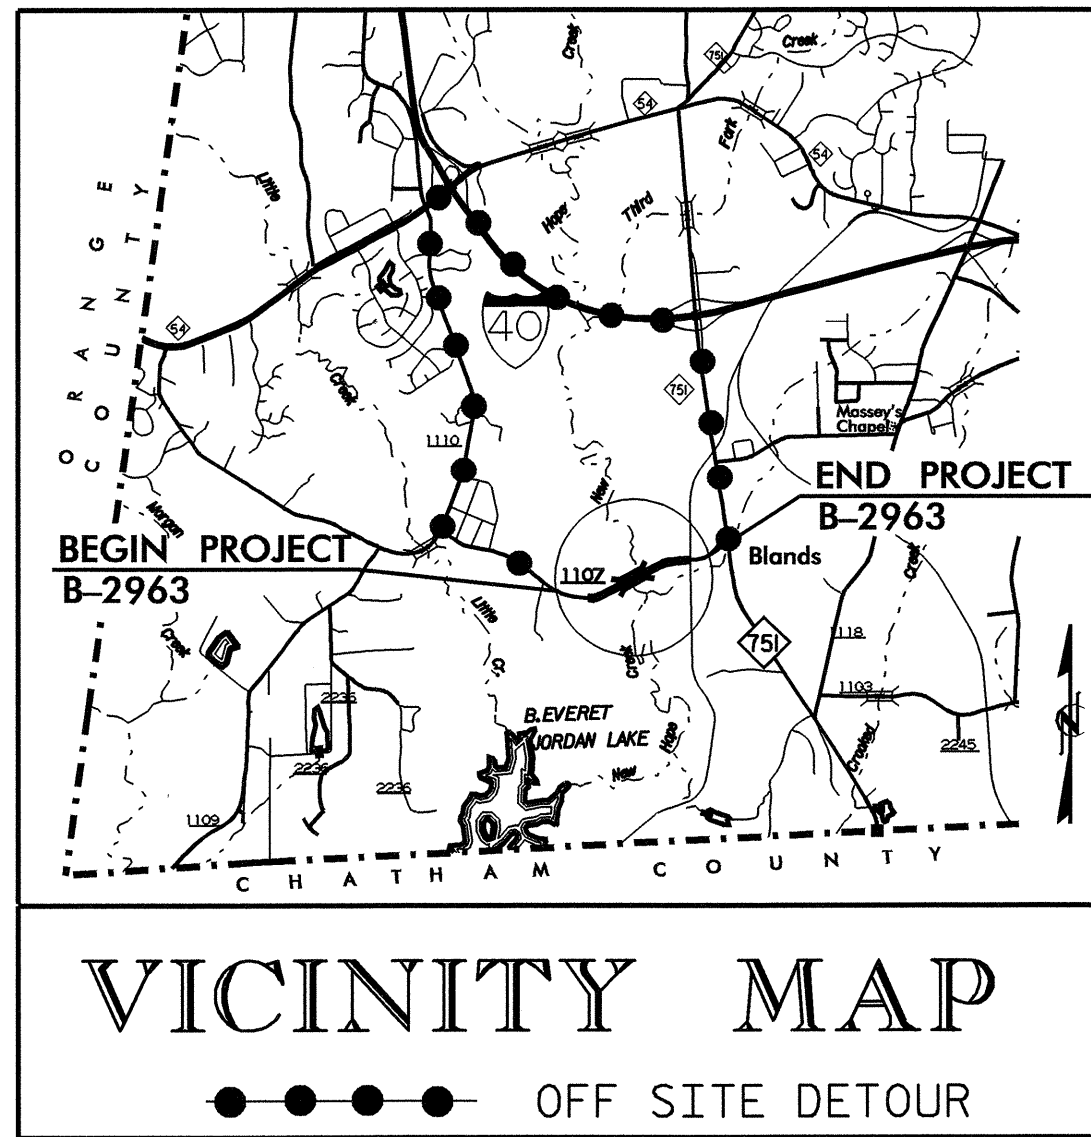 Creek
751
Creek
54
Fork
54
Little
Hope
Third
ORANGE
COUNTY
54
40
751
Creek
Massey's
Chapel
1110
END PROJECT
B-2963
New
Morgan
BEGIN PROJECT
B-2963
Blands
1107
Creek
Little
Creek
1118
751
Creek
Cr.
1103
2236
B.EVERET
JORDAN LAKE
Hope
N
2245
Crooked
2236
New
2236
1109
CHATHAM COUNTY
VICINITY MAP
OFF SITE DETOUR